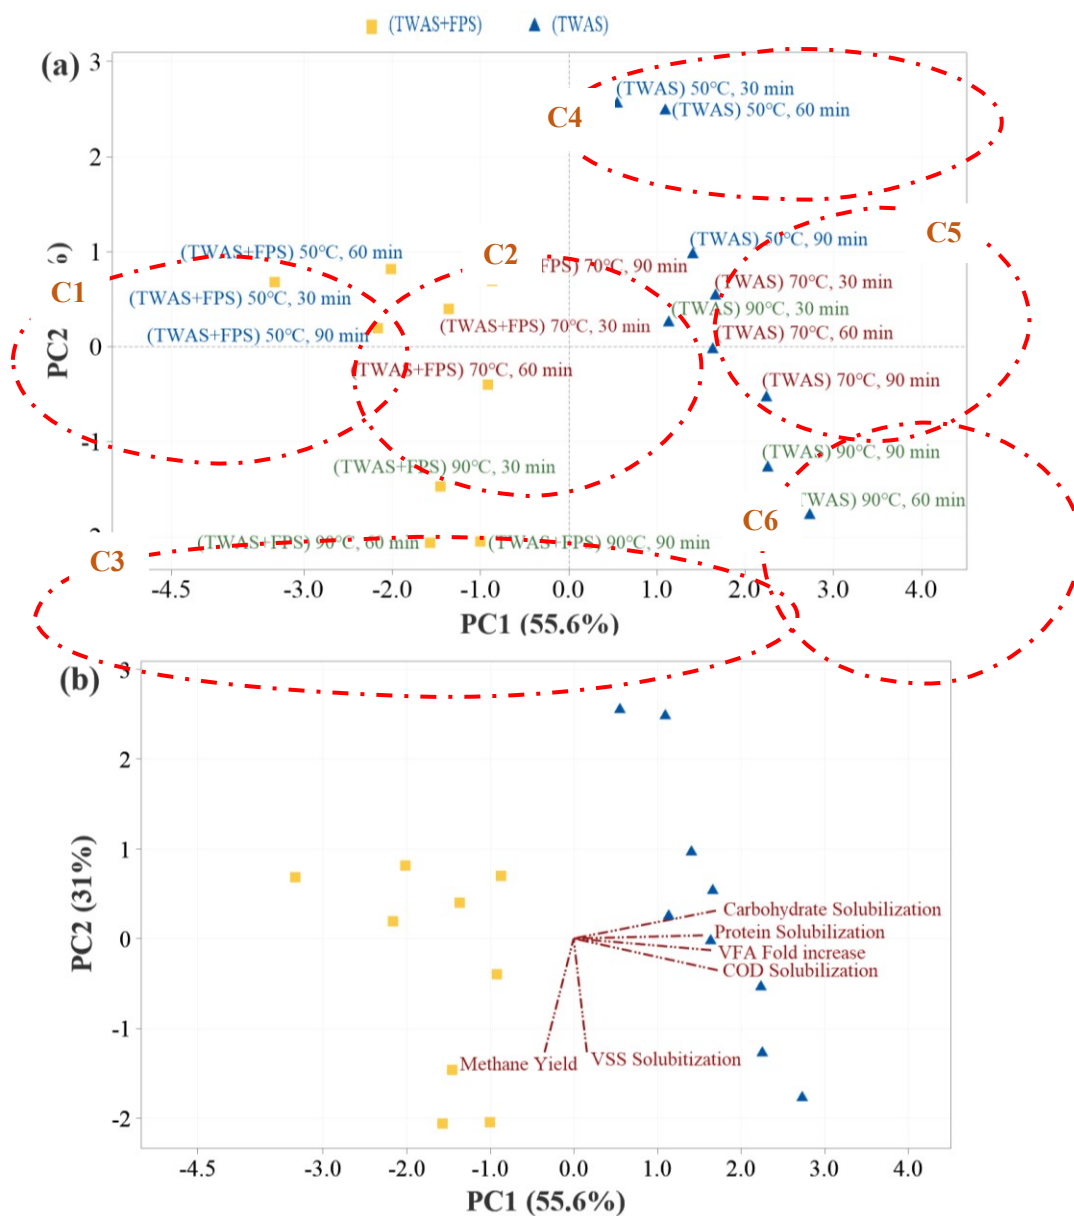 (TWAS+FPS) (TWAS)
(a)
3
(TWAS) 50℃, 30 min
C4
(TWAS) 50℃, 60 min
2
(TWAS) 50℃, 90 min
C5
1
(TWAS+FPS) 50℃, 60 min
C2
FPS) 70℃, 90 min
(TWAS) 70℃, 30 min
C1
(TWAS+FPS) 50℃, 30 min
(TWAS) 90℃, 30 min
(TWAS+FPS) 70℃, 30 min
(TWAS) 70℃, 60 min
(TWAS+FPS) 50℃, 90 min
PC2
0
(TWAS+FPS) 70℃, 60 min
(TWAS) 70℃, 90 min
-1
(TWAS) 90℃, 90 min
(TWAS+FPS) 90℃, 30 min
TWAS) 90℃, 60 min
C6
(TWAS+FPS) 90℃, 60 min
(TWAS+FPS) 90℃, 90 min
C3
-4.5 -3.0 -2.0 -1.0 0.0 1.0 2.0 3.0 4.0
PC1 (55.6%)
(b)
3
2
1
Carbohydrate Solubilization
Protein Solubilization
0
VFA Fold increase
COD Solubilization
PC2 (31%)
-1
Methane Yield
VSS Solubitization
-2
-4.5 -3.0 -2.0 -1.0 0.0 1.0 2.0 3.0 4.0
PC1 (55.6%)